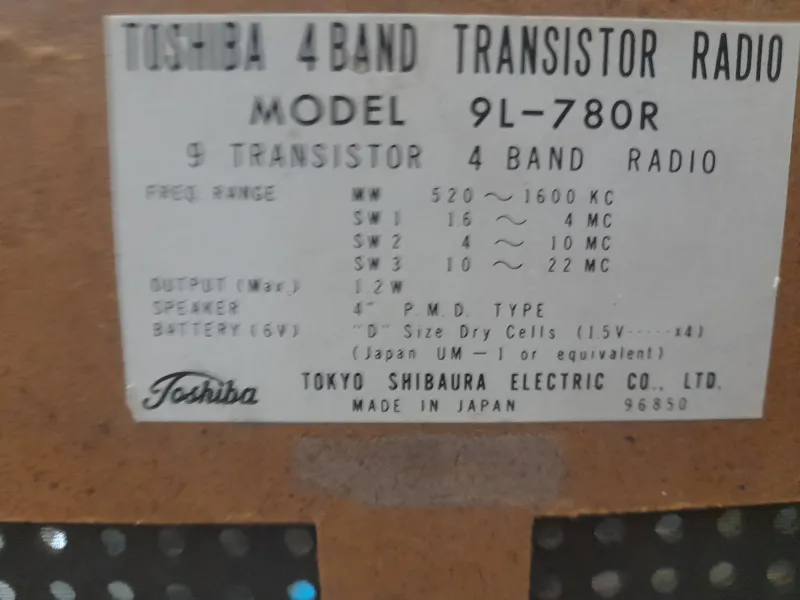 TOSHIBA 4 BAND TRANSISTOR RADIO
MODEL 9L-780R
9 TRANSISTOR 4 BAND RADIO
FREQ. RANGE MW 520 ~ 1600 KC
SW 1 1.6 ~ 4 MC
SW 2 4 ~ 10 MC
SW 3 10 ~ 22 MC
OUTPUT (Max.) 1.2W
SPEAKER 4" P.M.D. TYPE
BATTERY (6V) "D" Size Dry Cells (1.5V·····x4)
(Japan UM-1 or equivalent)
Toshiba TOKYO SHIBAURA ELECTRIC CO., LTD.
MADE IN JAPAN 96850